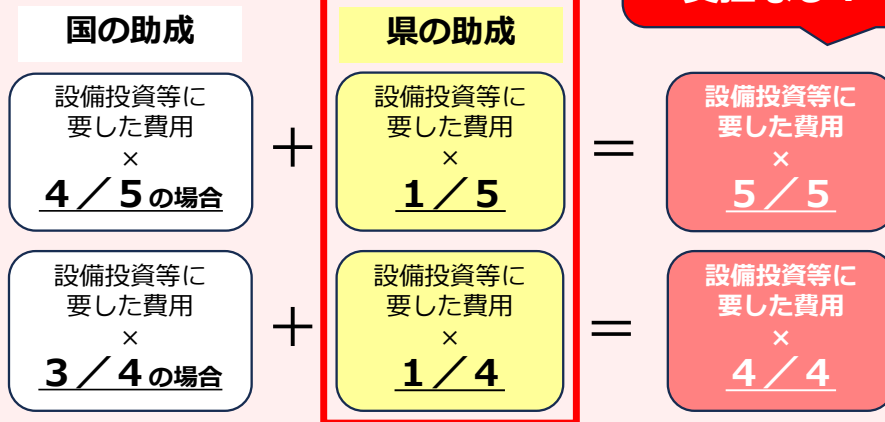 国の助成
県の助成
設備投資等に
要した費用
×
4／5の場合
＋
設備投資等に
要した費用
×
1／5
＝
設備投資等に
要した費用
×
5／5
設備投資等に
要した費用
×
3／4の場合
＋
設備投資等に
要した費用
×
1／4
＝
設備投資等に
要した費用
×
4／4